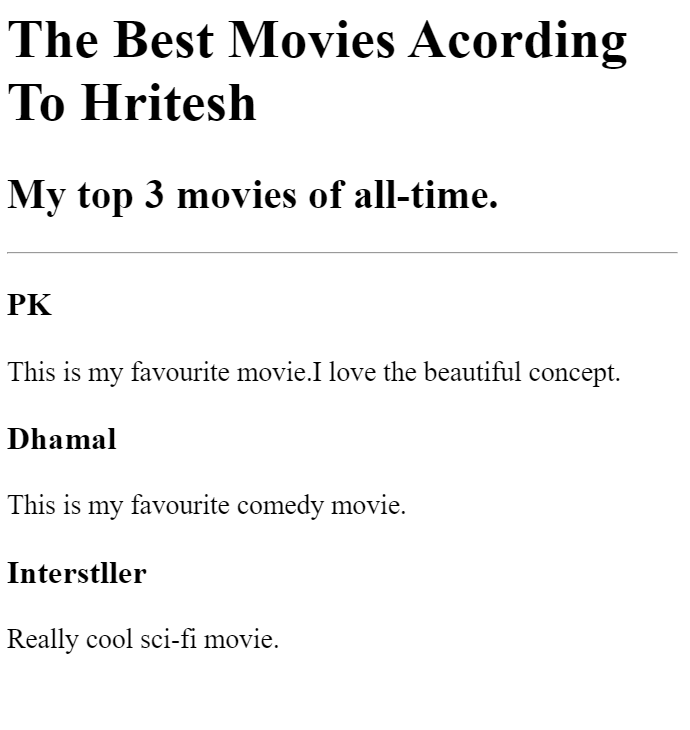 The Best Movies Acording
To Hritesh
My top 3 movies of all-time.
PK
This is my favourite movie.I love the beautiful concept.
Dhamal
This is my favourite comedy movie.
Interstller
Really cool sci-fi movie.